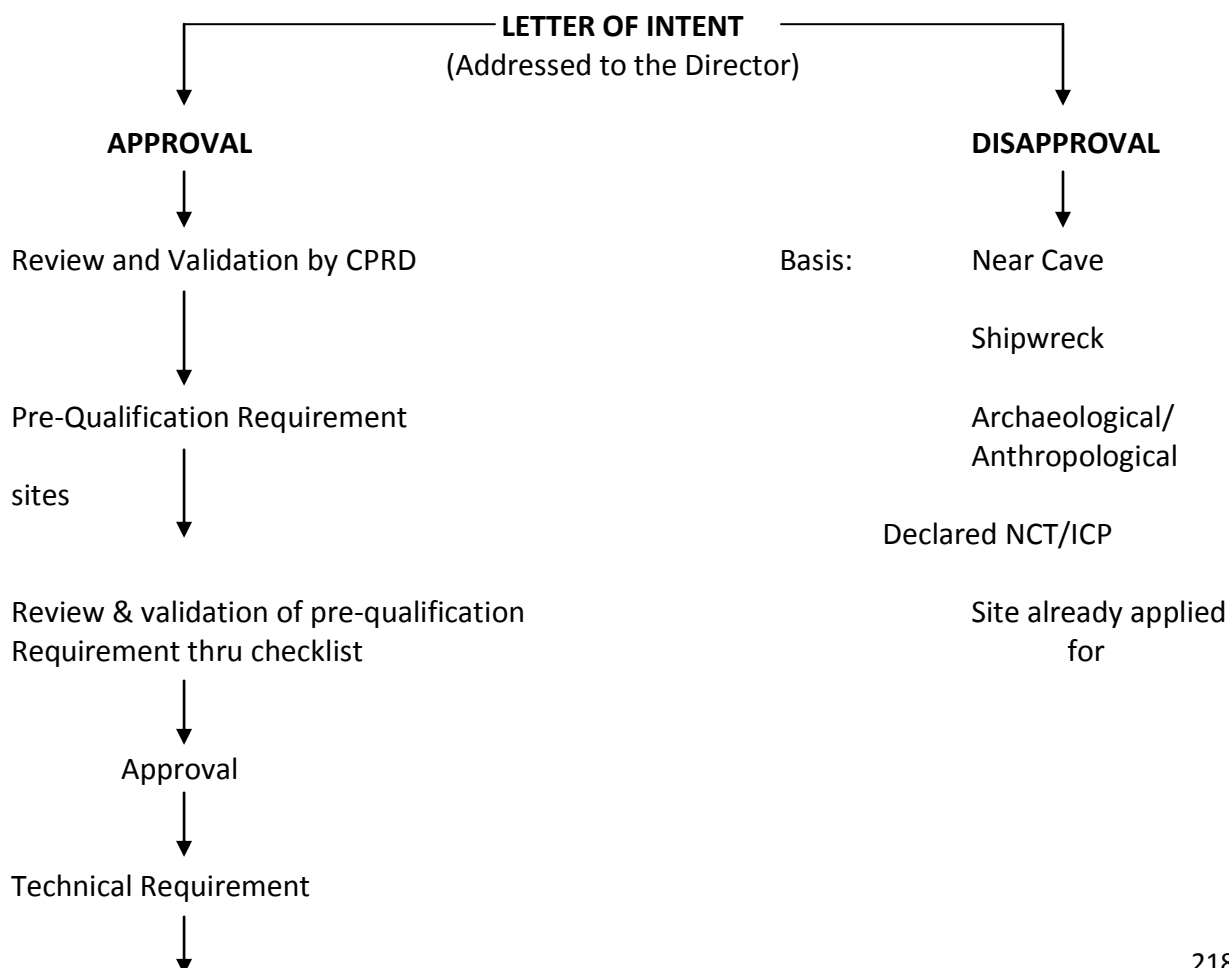 LETTER OF INTENT
(Addressed to the Director)
APPROVAL
DISAPPROVAL
Review and Validation by CPRD
Basis:
Near Cave
Shipwreck
Pre-Qualification Requirement
Archaeological/
Anthropological
sites
Declared NCT/ICP
Review & validation of pre-qualification
Site already applied
Requirement thru checklist
for
Approval
Technical Requirement
218